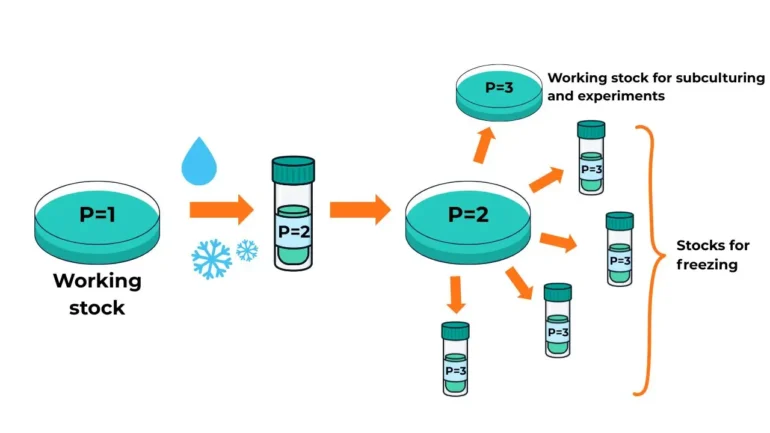 P=1
Working
stock
P=2
P=2
P=3
Working stock for subculturing
and experiments
P=3
P=3
P=3
P=3
Stocks for
freezing